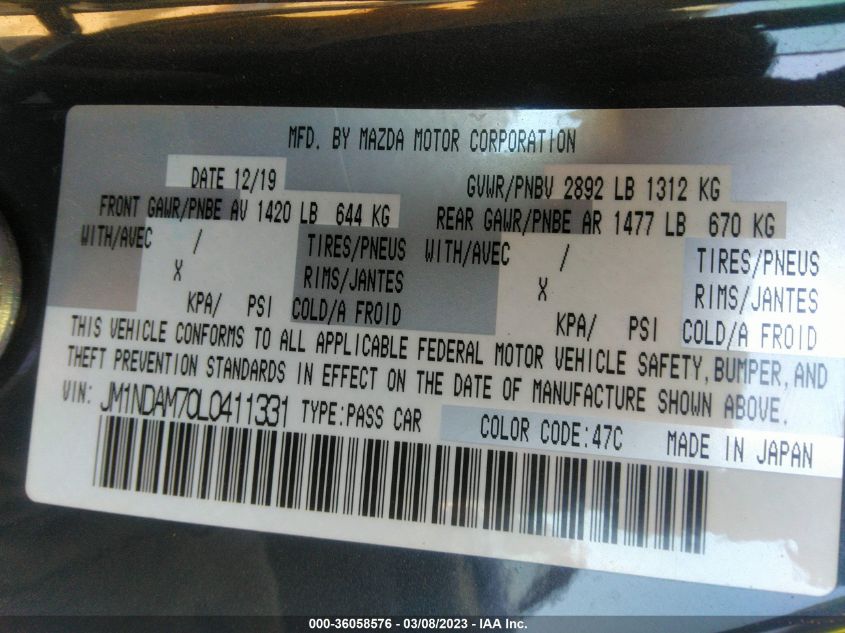 MFD. BY MAZDA MOTOR CORPORATION
DATE 12/19 GVWR/PNBV 2892 LB 1312 KG
FRONT GAWR/PNBE AV 1420 LB 644 KG REAR GAWR/PNBE AR 1477 LB 670 KG
WITH/AVEC / TIRES/PNEUS WITH/AVEC / TIRES/PNEUS
X RIMS/JANTES X RIMS/JANTES
KPA/ PSI COLD/A FROID KPA/ PSI COLD/A FROID
THIS VEHICLE CONFORMS TO ALL APPLICABLE FEDERAL MOTOR VEHICLE SAFETY, BUMPER, AND
THEFT PREVENTION STANDARDS IN EFFECT ON THE DATE OF MANUFACTURE SHOWN ABOVE.
VIN: JM1NDAM70L0411331 TYPE:PASS CAR COLOR CODE:47C MADE IN JAPAN
000-36058576 - 03/08/2023 - IAA Inc.